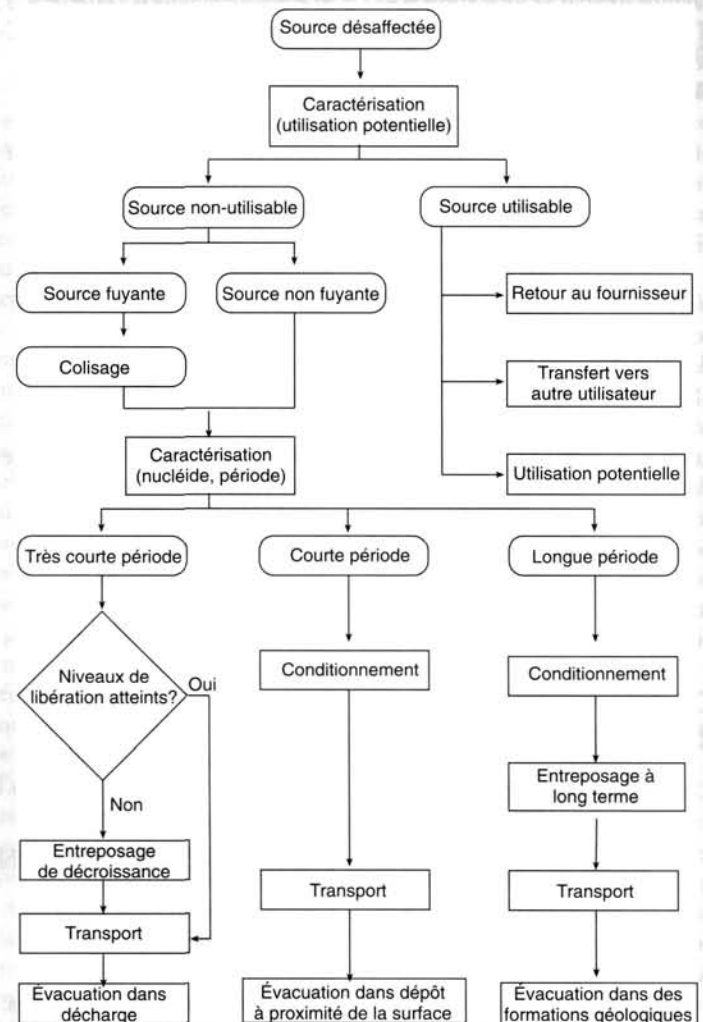 Source désaffectée
Caractérisation
(utilisation potentielle)
Source non-utilisable
Source utilisable
Source fuyante
Source non fuyante
Retour au fournisseur
Colisage
Transfert vers
autre utilisateur
Caractérisation
(nucléide, période)
Utilisation potentielle
Très courte période
Courte période
Longue période
Niveaux de
libération atteints?
Oui
Conditionnement
Conditionnement
Non
Entreposage à
long terme
Entreposage
de décroissance
Transport
Transport
Transport
Évacuation dans
décharge
Évacuation dans dépôt
à proximité de la surface
Évacuation dans des
formations géologiques